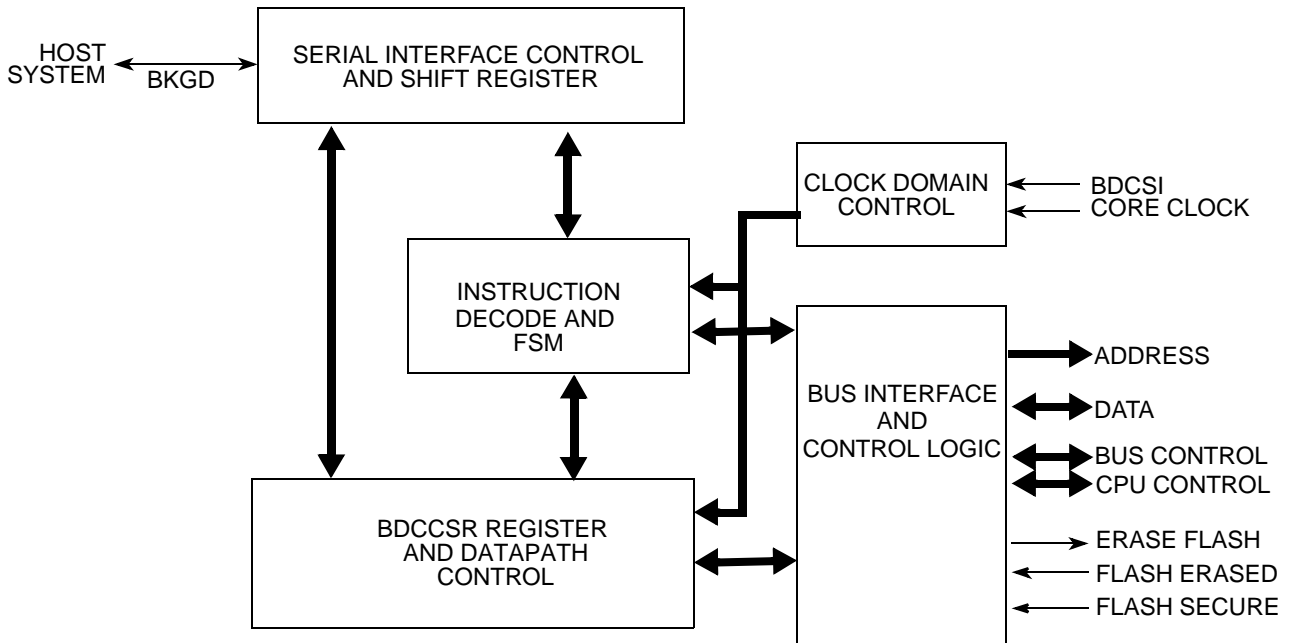 HOST
SYSTEM
BKGD
SERIAL INTERFACE CONTROL
AND SHIFT REGISTER
CLOCK DOMAIN
CONTROL
BDCSI
CORE CLOCK
INSTRUCTION
DECODE AND
FSM
BUS INTERFACE
AND
CONTROL LOGIC
ADDRESS
DATA
BUS CONTROL
CPU CONTROL
ERASE FLASH
FLASH ERASED
FLASH SECURE
BDCCSR REGISTER
AND DATAPATH
CONTROL